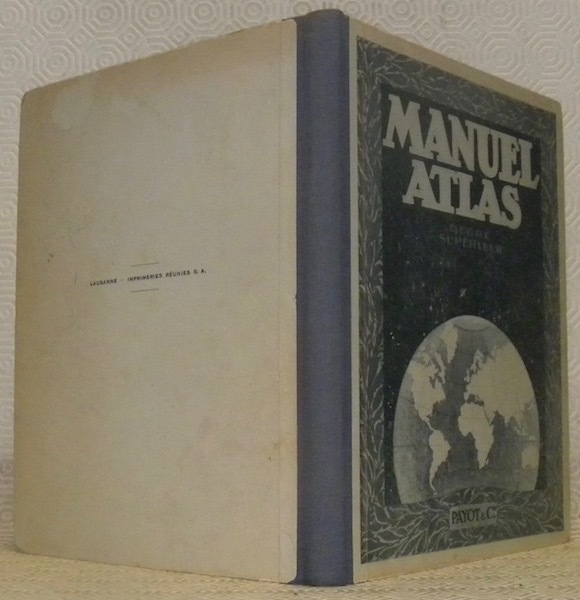 MANUEL
ATLAS
DEGRÉ
SUPÉRIEUR
PAYOT & Cie
LAUSANNE — IMPRIMERIES RÉUNIES S. A.